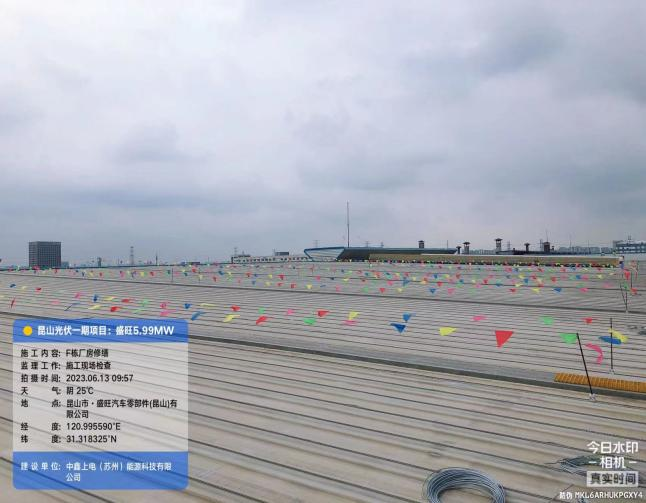 昆山光伏一期项目：盛旺5.99MW
施工内容：F栋厂房修墙
监理工作：施工现场检查
拍摄时间：2023.06.13 09:57
天气：阴 25℃
地点：昆山市·盛旺汽车零部件(昆山)有
限公司
经度：120.995590°E
纬度：31.318325°N
建设单位：中鑫上电（苏州）能源科技有限
公司
今日水印
-相机-
真实时间
防伪 MKL6ARHUKPGXY4